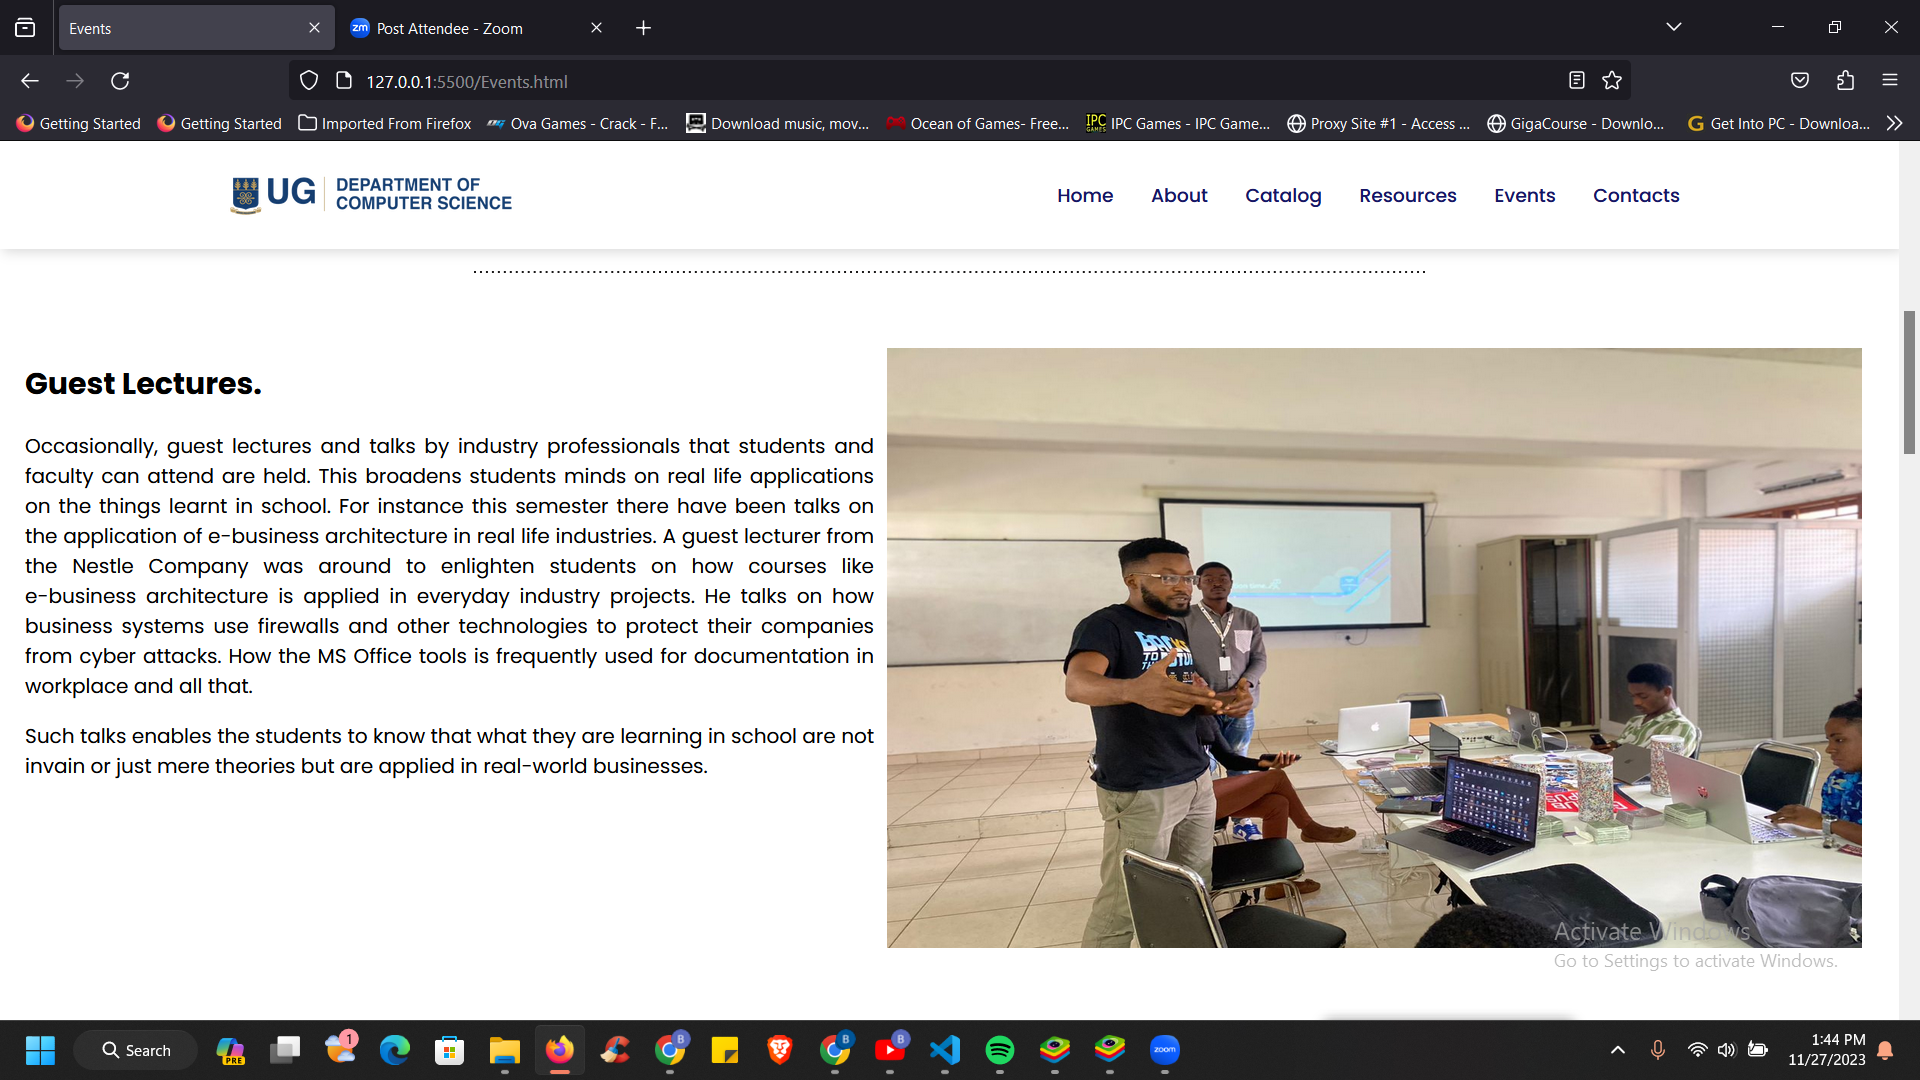 Events
Post Attendee - Zoom
127.0.0.1:5500/Events.html
Getting Started
Getting Started
Imported From Firefox
Ova Games - Crack - F...
Download music, mov...
Ocean of Games- Free...
IPC Games - IPC Game...
Proxy Site #1 - Access ...
GigaCourse - Downlo...
Get Into PC - Downloa...
UG
DEPARTMENT OF
COMPUTER SCIENCE
Home
About
Catalog
Resources
Events
Contacts
Guest Lectures.
Occasionally, guest lectures and talks by industry professionals that students and
faculty can attend are held. This broadens students minds on real life applications
on the things learnt in school. For instance this semester there have been talks on
the application of e-business architecture in real life industries. A guest lecturer from
the Nestle Company was around to enlighten students on how courses like
e-business architecture is applied in everyday industry projects. He talks on how
business systems use firewalls and other technologies to protect their companies
from cyber attacks. How the MS Office tools is frequently used for documentation in
workplace and all that.
Such talks enables the students to know that what they are learning in school are not
invain or just mere theories but are applied in real-world businesses.
BACK
TO
THE
Activate Windows
Go to Settings to activate Windows.
Search
PRE
1
B
B
B
zoom
1:44 PM
11/27/2023